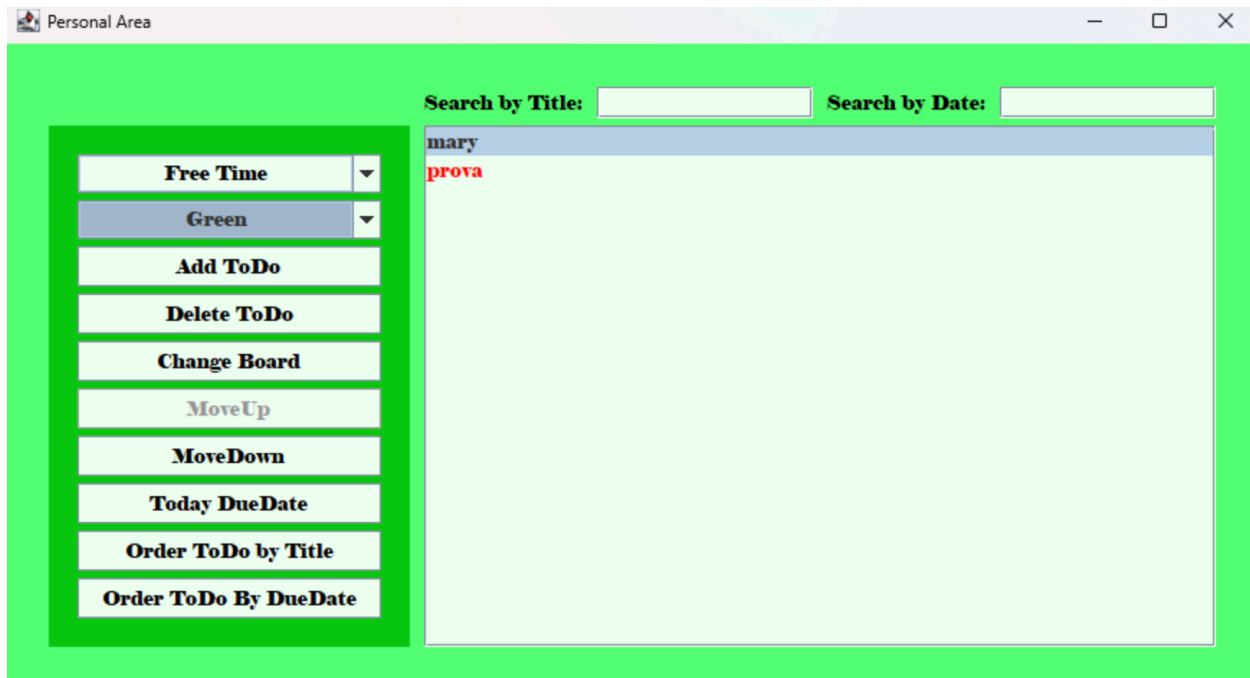 Personal Area
Search by Title: Search by Date:
mary
prova
Free Time
Green
Add ToDo
Delete ToDo
Change Board
MoveUp
MoveDown
Today DueDate
Order ToDo by Title
Order ToDo By DueDate